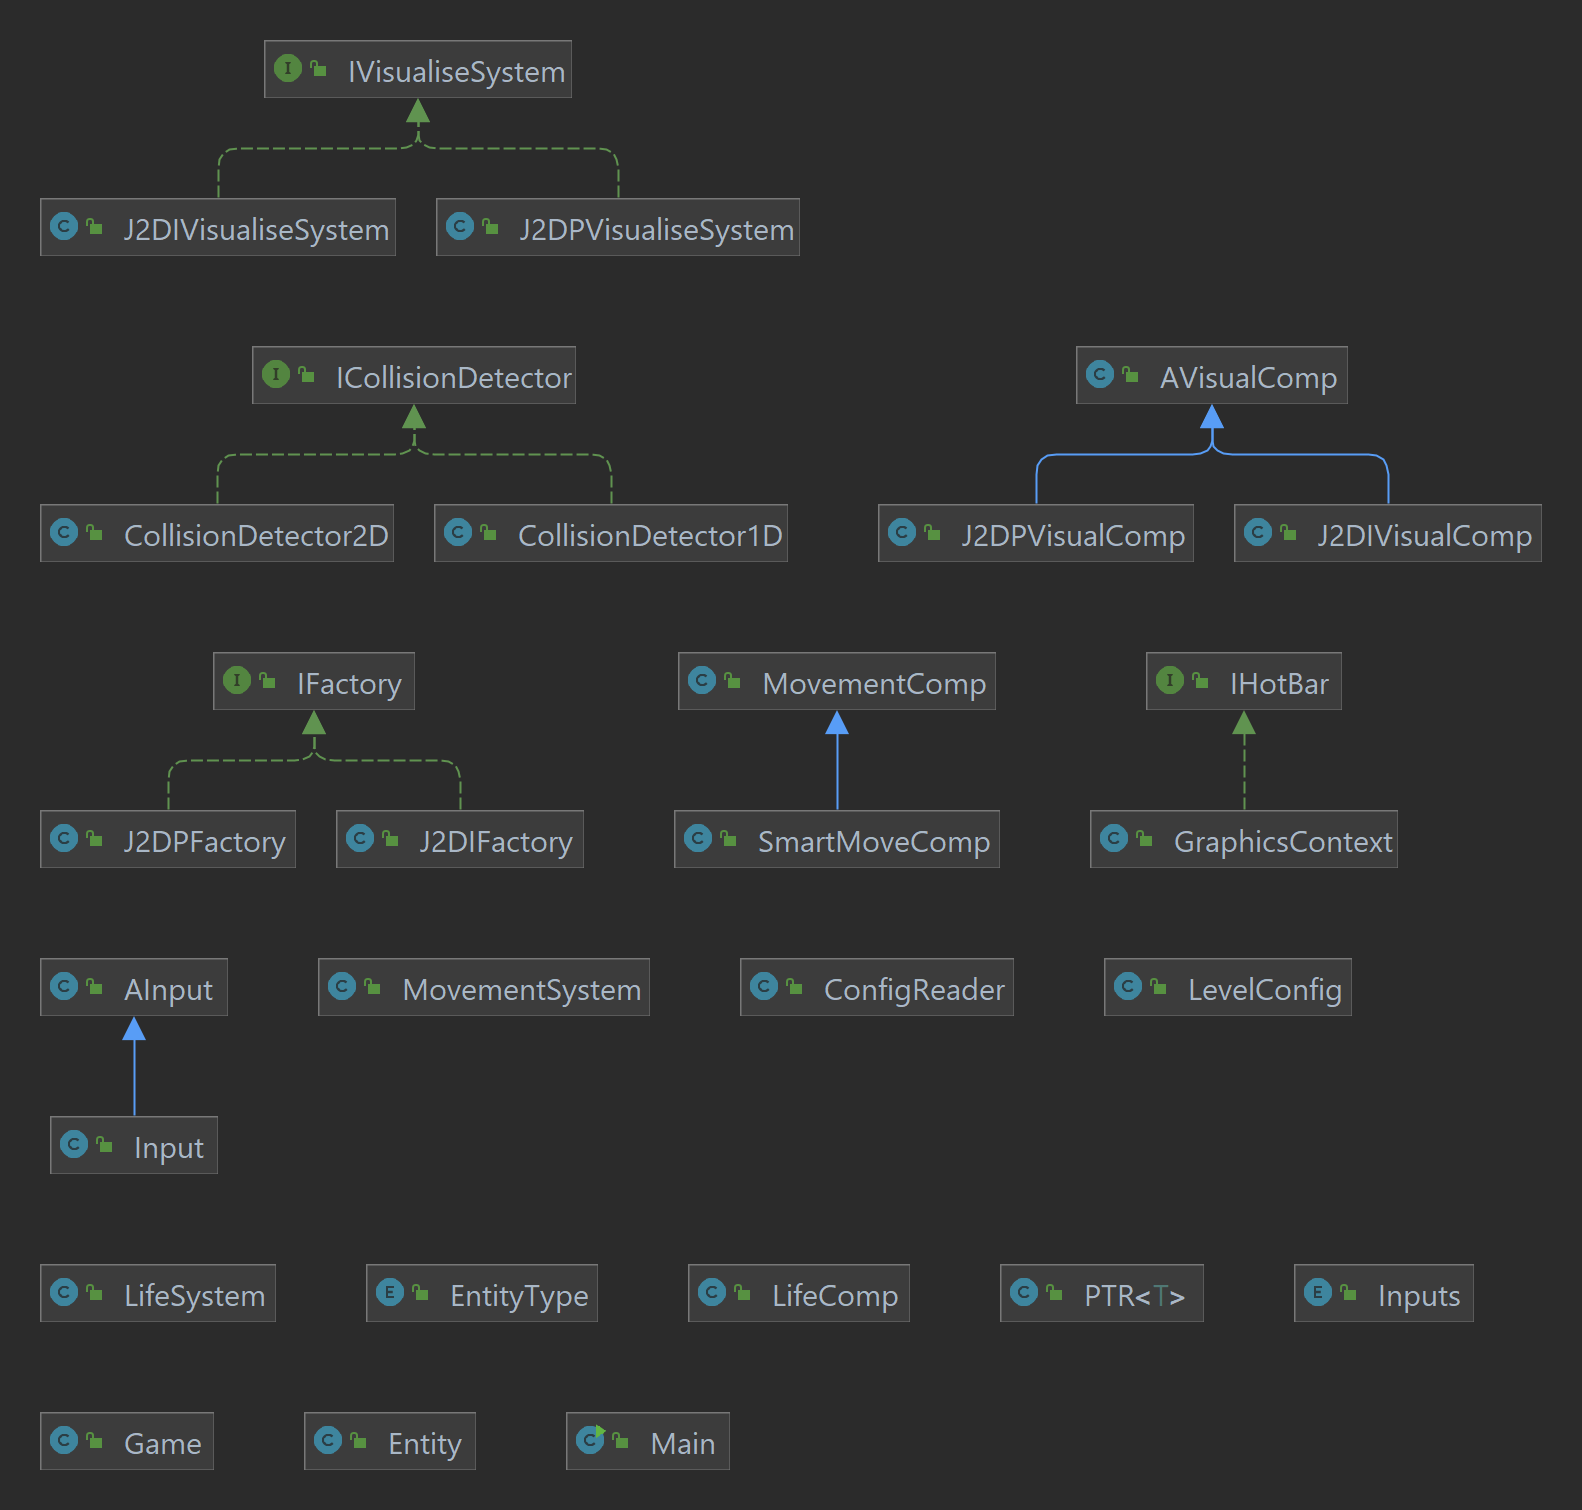 I IVisualiseSystem
C J2DIVisualiseSystem C J2DPVisualiseSystem
I ICollisionDetector C AVisualComp
C CollisionDetector2D C CollisionDetector1D C J2DPVisualComp C J2DIVisualComp
I IFactory C MovementComp I IHotBar
C J2DPFactory C J2DIFactory C SmartMoveComp C GraphicsContext
C AInput C MovementSystem C ConfigReader C LevelConfig
C Input
C LifeSystem E EntityType C LifeComp C PTR<T> E Inputs
C Game C Entity C Main